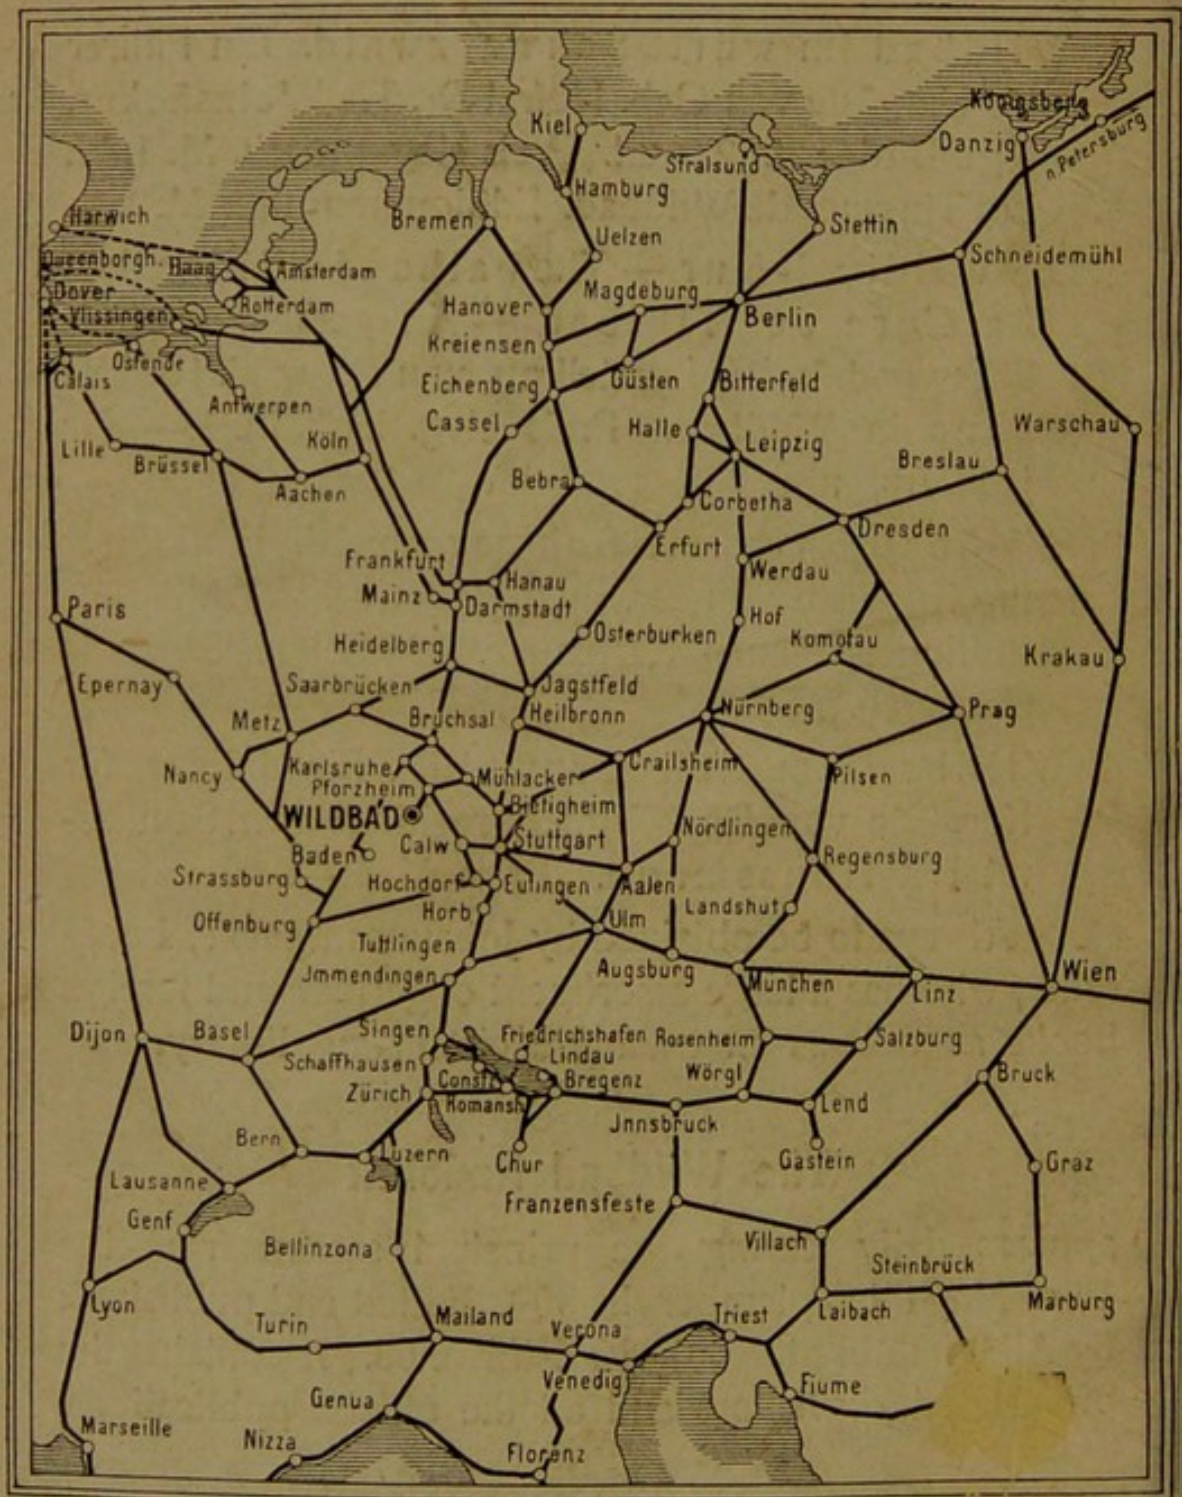 Königsberg
Kiel
Danzig
n. Petersburg
Stralsund
Hamburg
Harwich
Bremen
Stettin
Uelzen
Queenborgh.
Haag
Amsterdam
Schneidemühl
Dover
Rotterdam
Hanover
Magdeburg
Berlin
Vlissingen
Kreiensen
Ostende
Calais
Eichenberg
Güsten
Bitterfeld
Antwerpen
Cassel
Halle
Warschau
Lille
Köln
Leipzig
Brüssel
Breslau
Aachen
Bebra
Corbetha
Dresden
Erfurt
Frankfurt
Hanau
Werdau
Mainz
Darmstadt
Paris
Hof
Osterburken
Komotau
Heidelberg
Krakau
Epernay
Saarbrücken
Jagstfeld
Metz
Bruchsal
Heilbronn
Nürnberg
Prag
Nancy
Karlsruhe
Mühlacker
Crailsheim
Pilsen
Pforzheim
WILDBAD
Bietigheim
Baden
Calw
Stuttgart
Nördlingen
Regensburg
Strassburg
Hochdorf
Eutingen
Aalen
Offenburg
Horb
Ulm
Landshut
Tuttlingen
Jmmendingen
Augsburg
München
Linz
Wien
Dijon
Basel
Singen
Friedrichshafen
Rosenheim
Salzburg
Schaffhausen
Lindau
Constz
Bregenz
Wörgl
Bruck
Zürich
Romansh
Jnnsbruck
Lend
Bern
Luzern
Chur
Gastein
Graz
Lausanne
Franzensfeste
Genf
Bellinzona
Villach
Steinbrück
Lyon
Laibach
Marburg
Turin
Mailand
Verona
Triest
Venedig
Fiume
Genua
Marseille
Nizza
Florenz